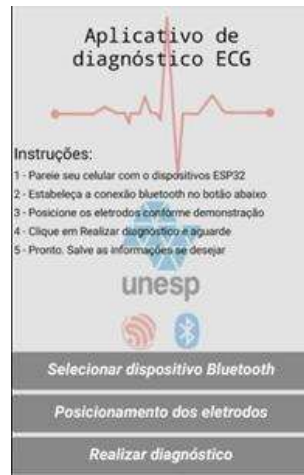 Aplicativo de
diagnóstico ECG
Instruções:
1 - Pareie seu celular com o dispositivos ESP32
2 - Estabeleça a conexão bluetooth no botão abaixo
3 - Posicione os eletrodos conforme demonstração
4 - Clique em Realizar diagnóstico e aguarde
5 - Pronto. Salve as informações se desejar
unesp
Selecionar dispositivo Bluetooth
Posicionamento dos eletrodos
Realizar diagnóstico